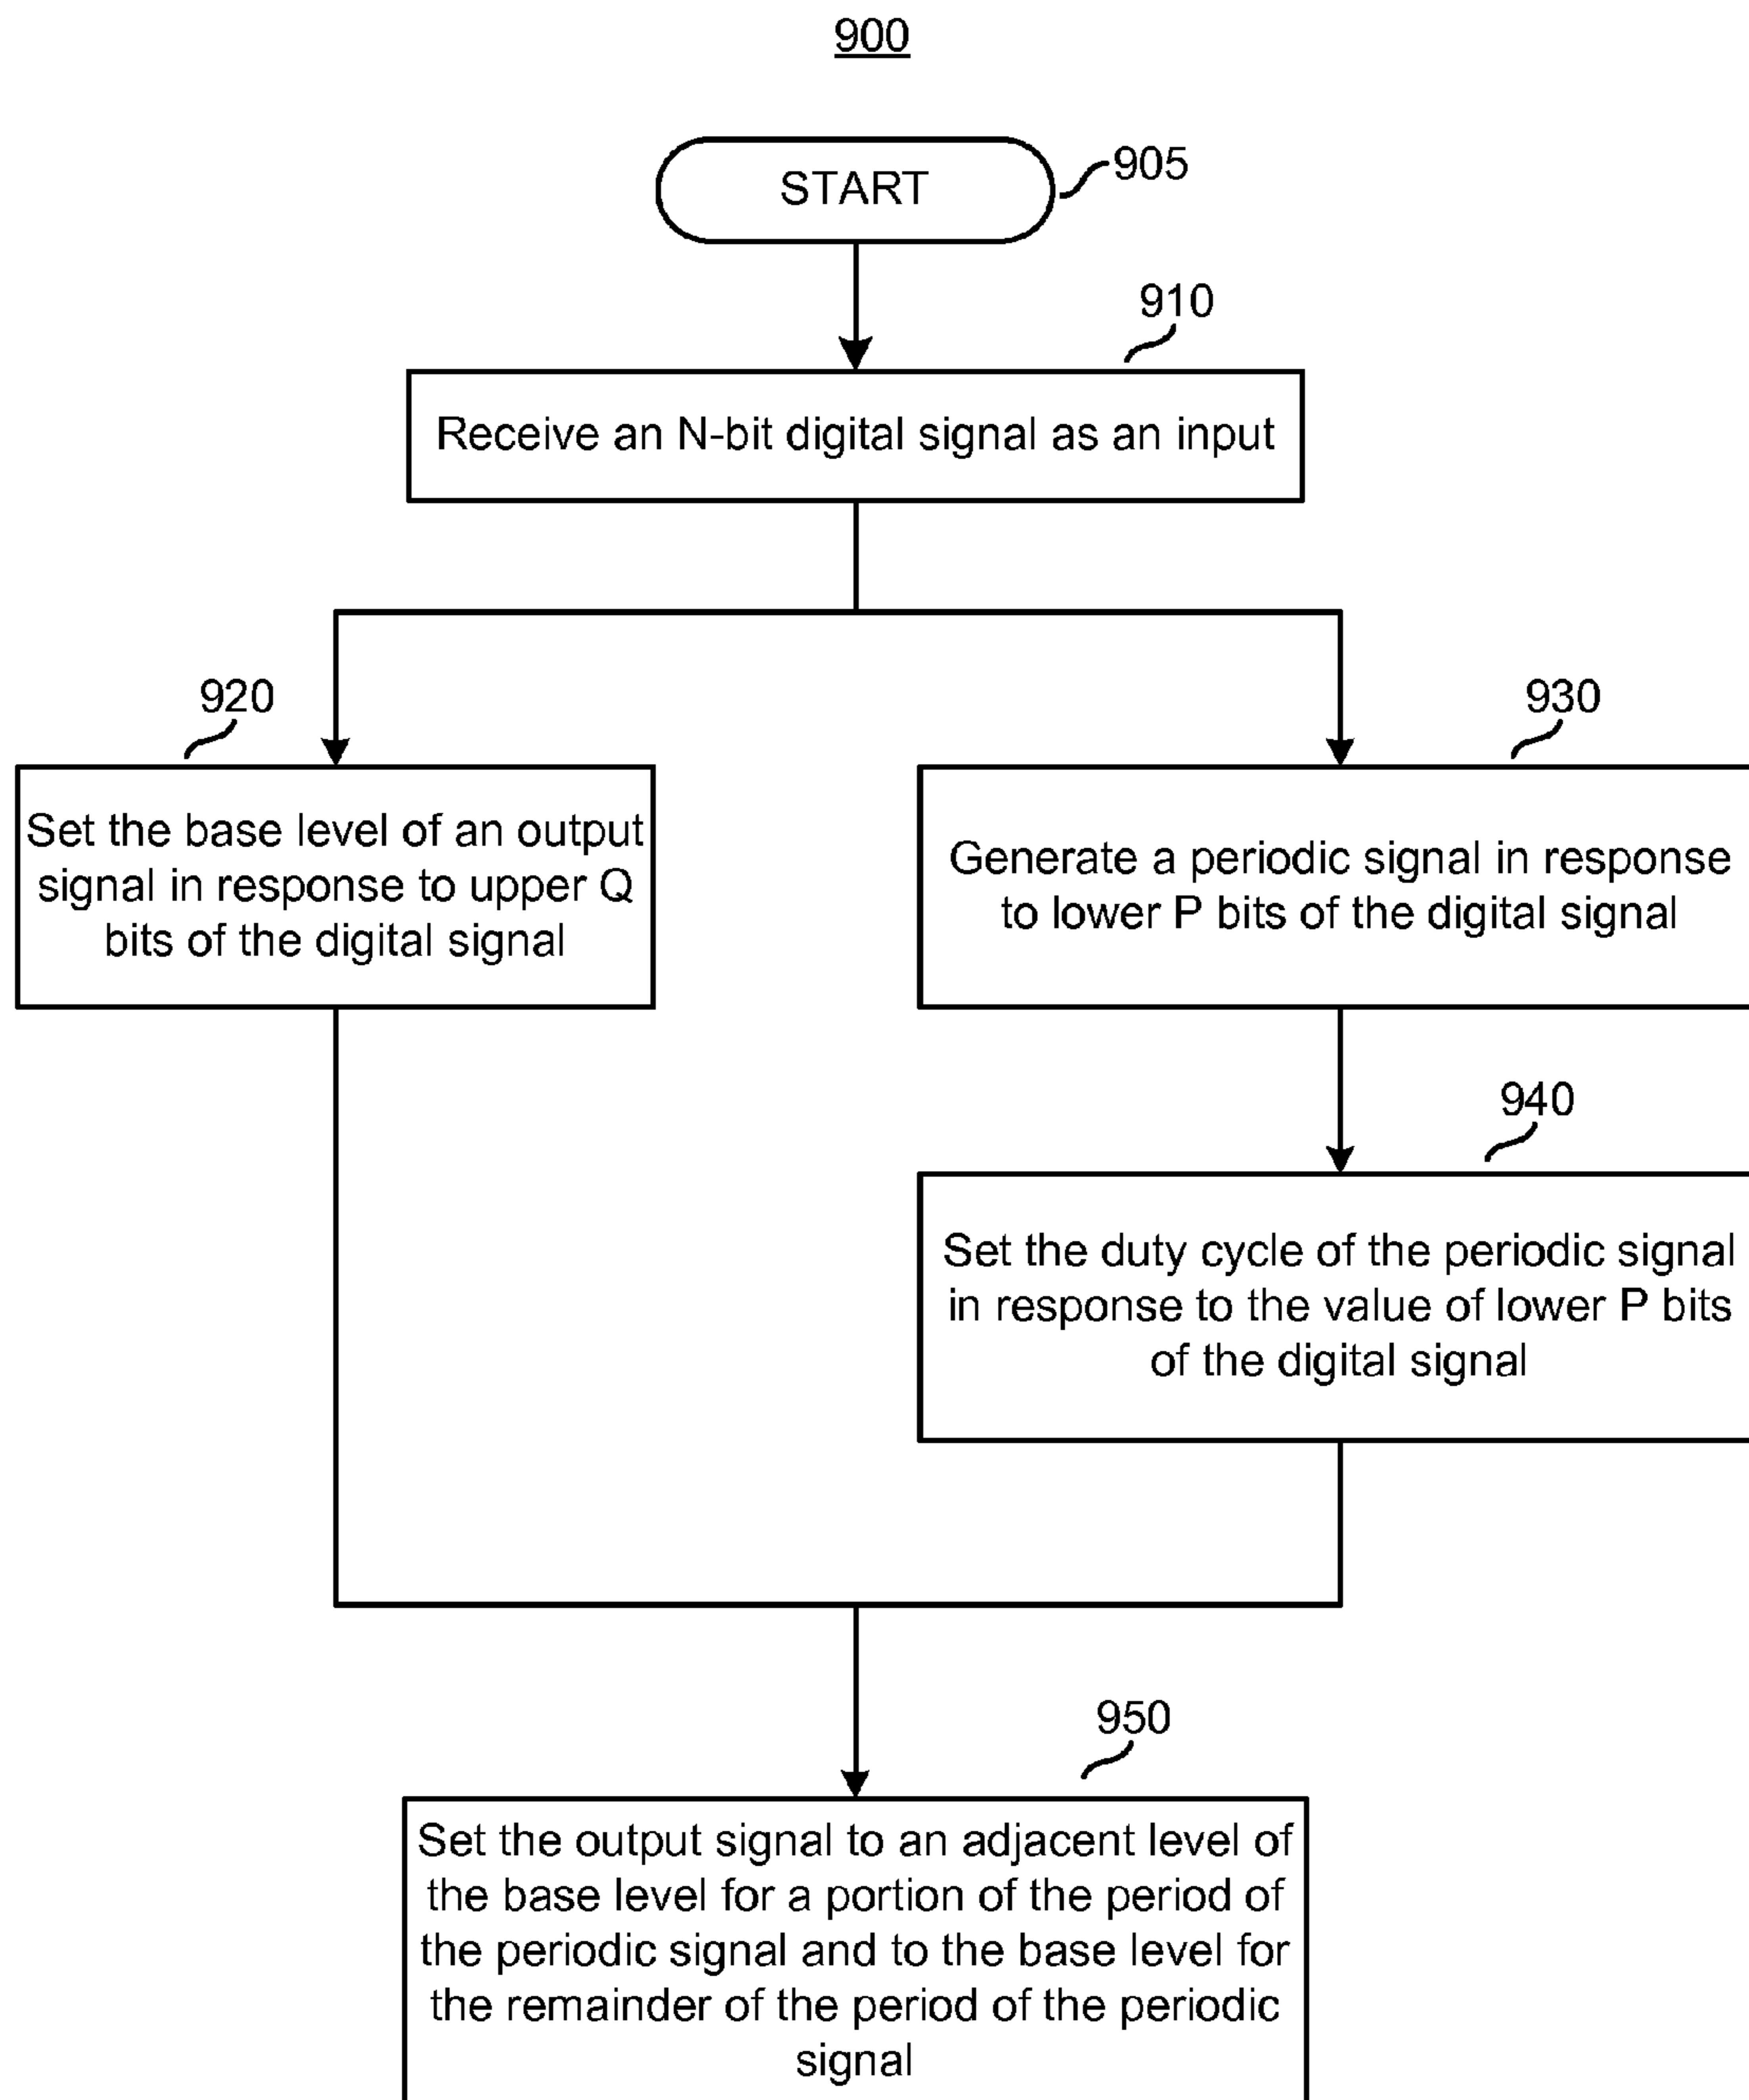 900
START
905
910
Receive an N-bit digital signal as an input
920
Set the base level of an output
signal in response to upper Q
bits of the digital signal
930
Generate a periodic signal in response
to lower P bits of the digital signal
940
Set the duty cycle of the periodic signal
in response to the value of lower P bits
of the digital signal
950
Set the output signal to an adjacent level of
the base level for a portion of the period of
the periodic signal and to the base level for
the remainder of the period of the periodic
signal